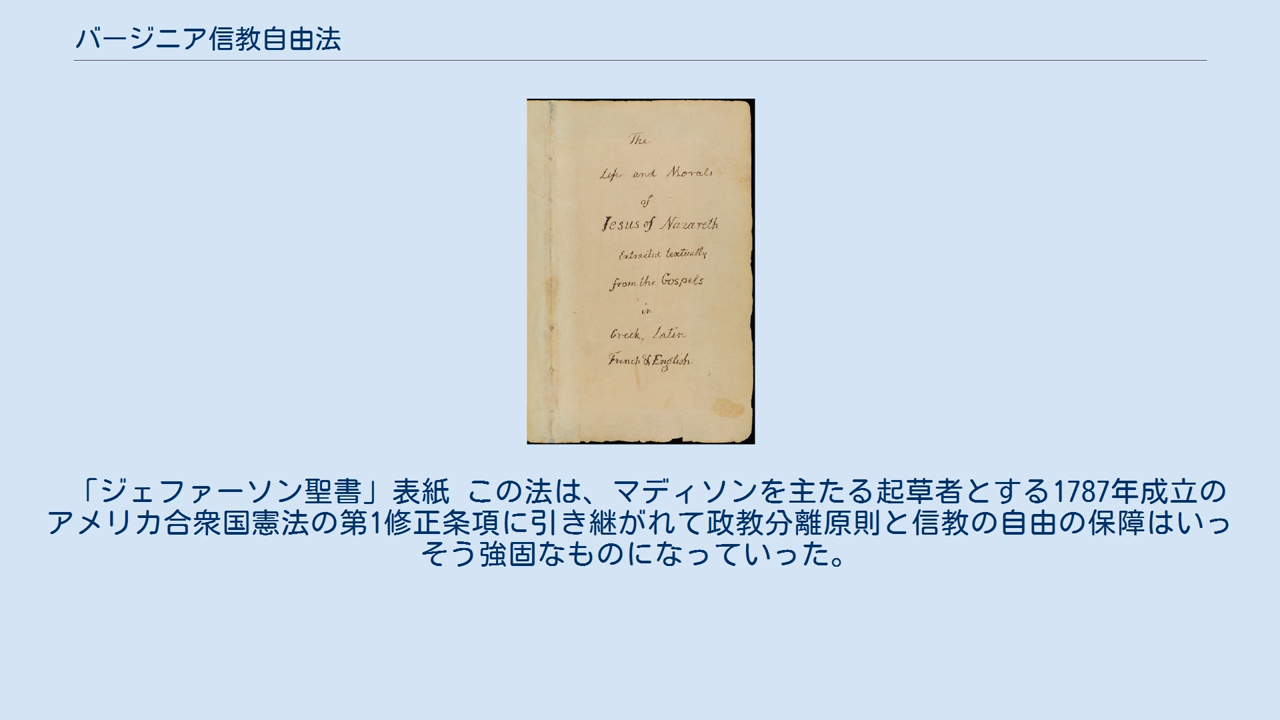 バージニア信教自由法
The
Life and Morals
of
Jesus of Nazareth
Extracted textually
from the Gospels
in
Greek, Latin
French & English
「ジェファーソン聖書」表紙 この法は、マディソンを主たる起草者とする1787年成立の
アメリカ合衆国憲法の第1修正条項に引き継がれて政教分離原則と信教の自由の保障はいっ
そう強固なものになっていった。